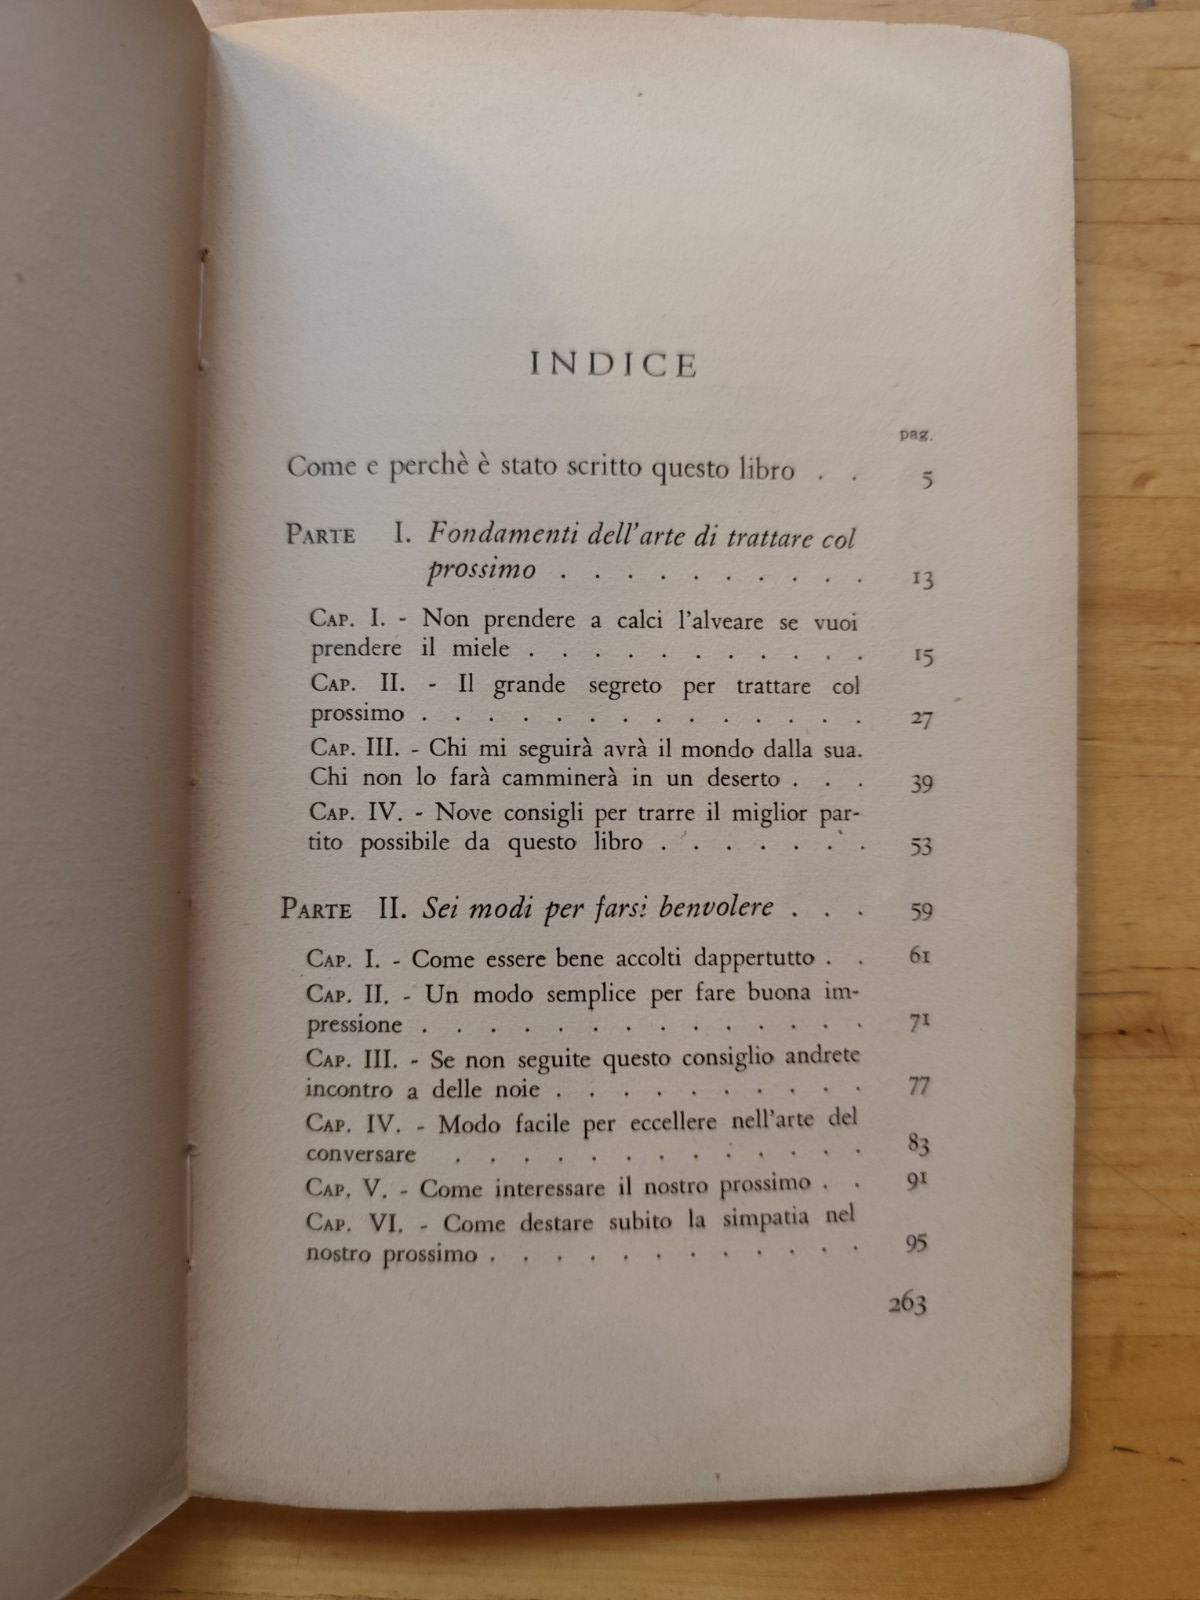 INDICE
pag.
Come e perchè è stato scritto questo libro . . 5
PARTE I. Fondamenti dell'arte di trattare col
prossimo . . . . . . . . . . 13
CAP. I. - Non prendere a calci l'alveare se vuoi
prendere il miele . . . . . . . . . . . 15
CAP. II. - Il grande segreto per trattare col
prossimo . . . . . . . . . . . . . . 27
CAP. III. - Chi mi seguirà avrà il mondo dalla sua.
Chi non lo farà camminerà in un deserto . . . 39
CAP. IV. - Nove consigli per trarre il miglior par-
tito possibile da questo libro . . . . . . . 53
PARTE II. Sei modi per farsi benvolere . . . 59
CAP. I. - Come essere bene accolti dappertutto . . 61
CAP. II. - Un modo semplice per fare buona im-
pressione . . . . . . . . . . . . . . 71
CAP. III. - Se non seguite questo consiglio andrete
incontro a delle noie . . . . . . . . . . 77
CAP. IV. - Modo facile per eccellere nell'arte del
conversare . . . . . . . . . . . . . 83
CAP. V. - Come interessare il nostro prossimo . . 91
CAP. VI. - Come destare subito la simpatia nel
nostro prossimo . . . . . . . . . . . . 95
263